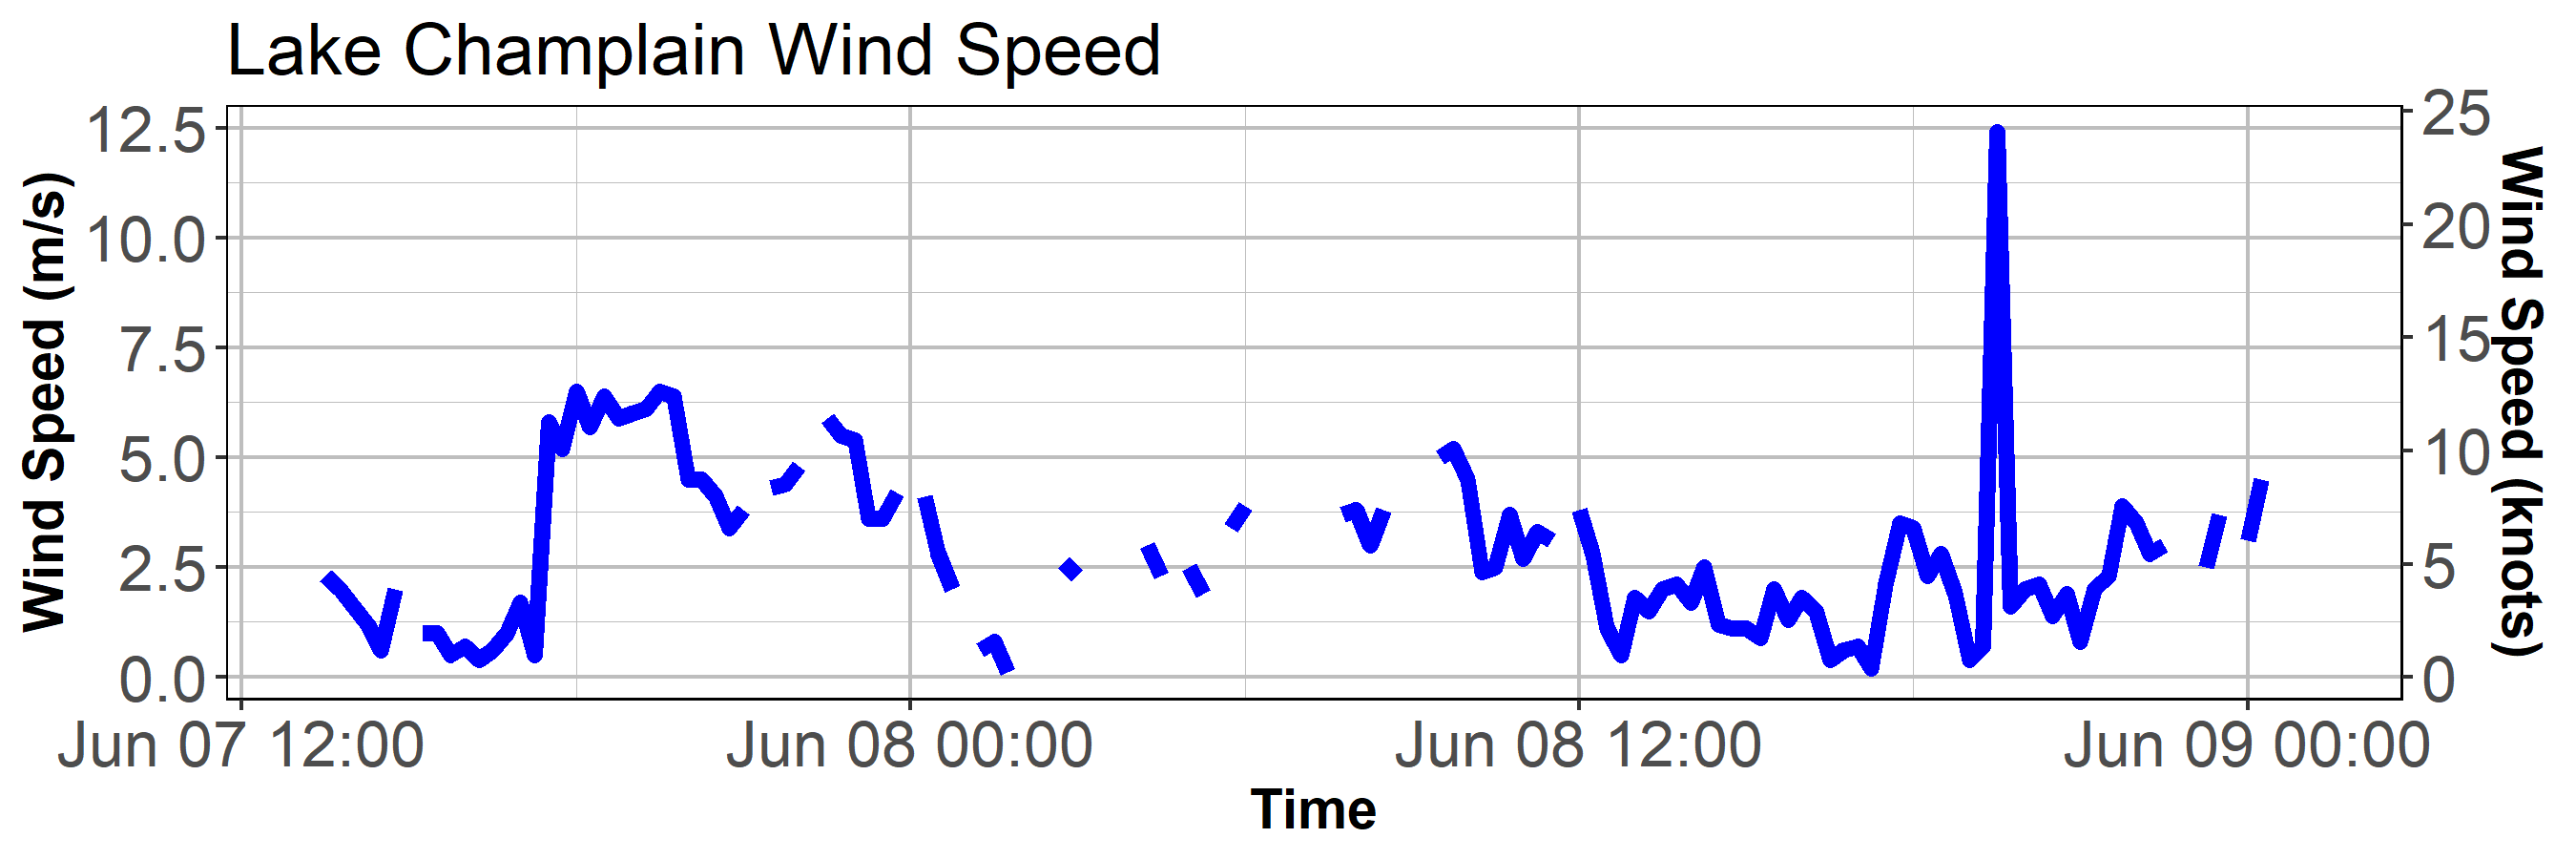 Lake Champlain Wind Speed
12.5
10.0
7.5
5.0
2.5
0.0
Wind Speed (m/s)
25
20
15
10
5
0
Wind Speed (knots)
Jun 07 12:00 Jun 08 00:00 Jun 08 12:00 Jun 09 00:00
Time